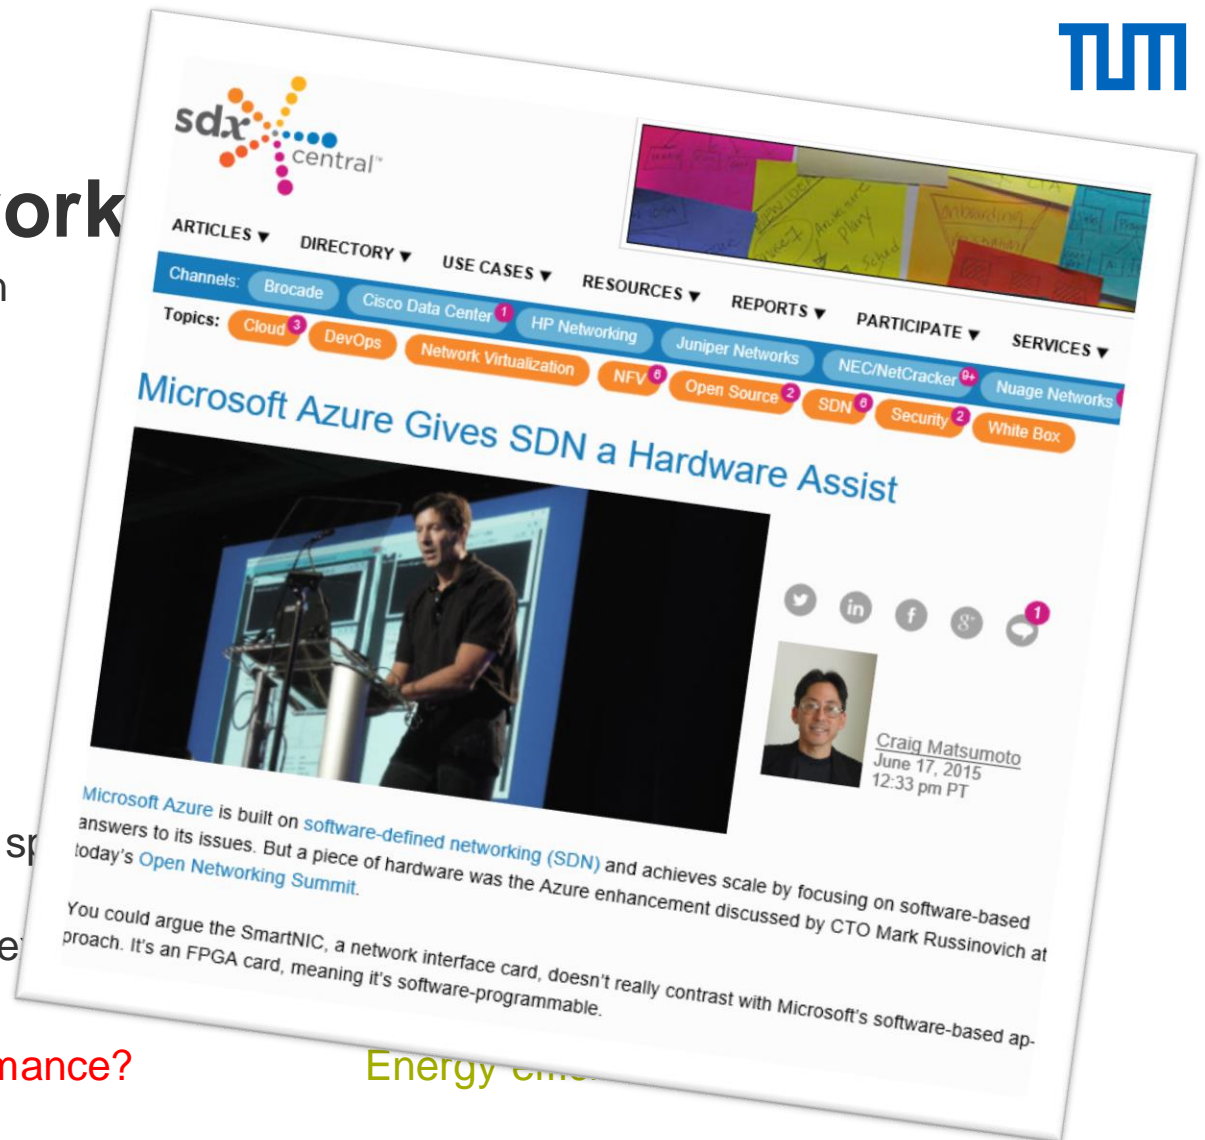 TUM
ork
sdx
central™
ARTICLES ▼ DIRECTORY ▼ USE CASES ▼ RESOURCES ▼ REPORTS ▼ PARTICIPATE ▼ SERVICES ▼
Channels: Brocade Cisco Data Center 1 HP Networking Juniper Networks NEC/NetCracker 9+ Nuage Networks
Topics: Cloud 3 DevOps Network Virtualization NFV 6 Open Source 2 SDN 6 Security 2 White Box
Microsoft Azure Gives SDN a Hardware Assist
1
Craig Matsumoto
June 17, 2015
12:33 pm PT
Microsoft Azure is built on software-defined networking (SDN) and achieves scale by focusing on software-based
answers to its issues. But a piece of hardware was the Azure enhancement discussed by CTO Mark Russinovich at
today's Open Networking Summit.
You could argue the SmartNIC, a network interface card, doesn't really contrast with Microsoft's software-based ap-
proach. It's an FPGA card, meaning it's software-programmable.
sp
mance? Energy